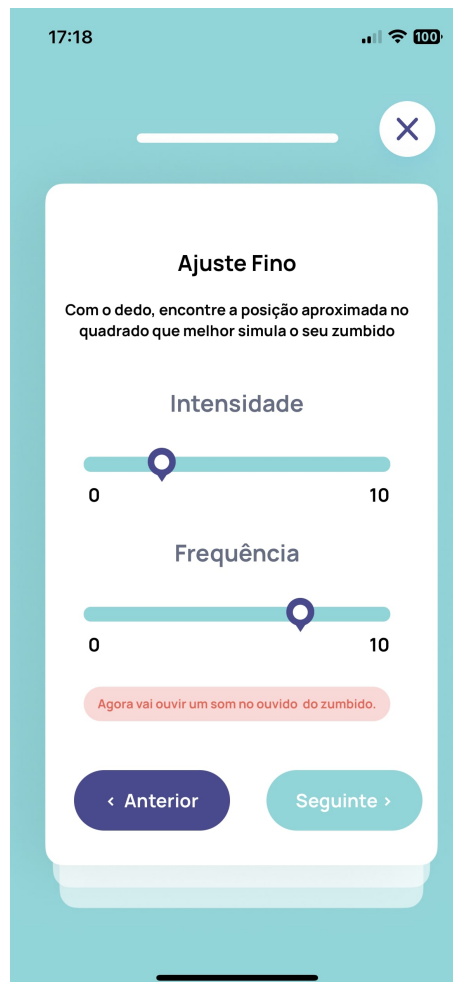 17:18
100
Ajuste Fino
Com o dedo, encontre a posição aproximada no
quadrado que melhor simula o seu zumbido
Intensidade
0 10
Frequência
0 10
Agora vai ouvir um som no ouvido do zumbido.
‹ Anterior
Seguinte ›